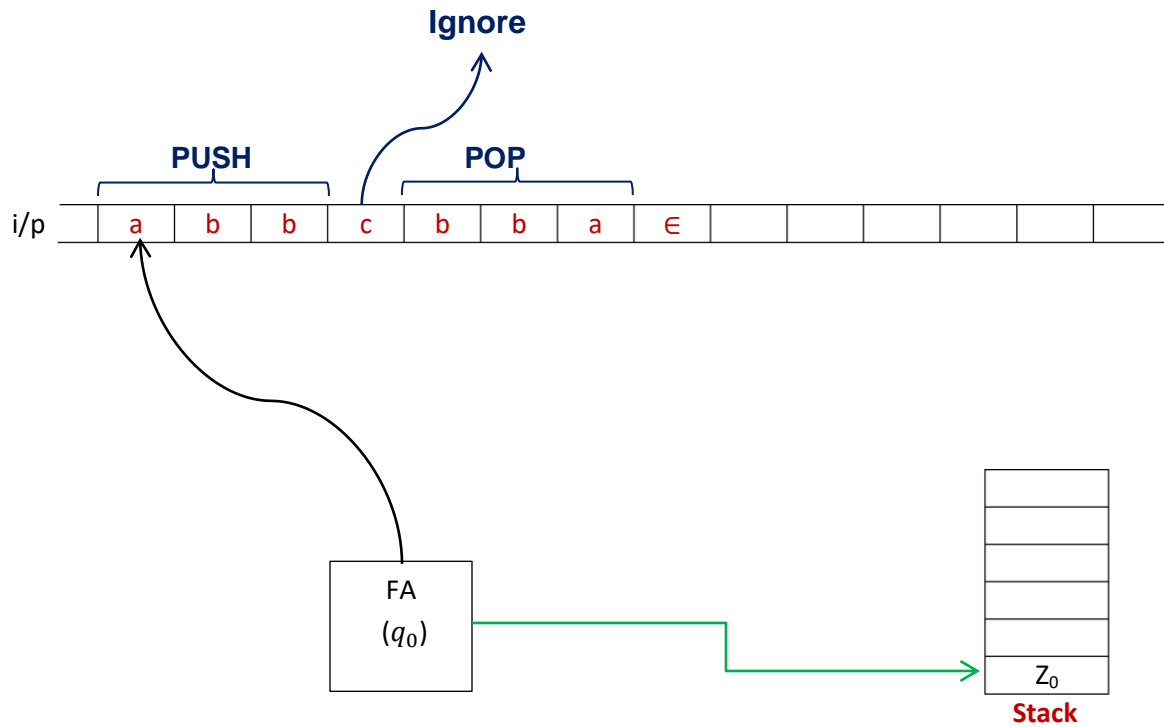 Ignore
PUSH POP
i/p a b b c b b a ∈
FA
(q₀)
Z₀
Stack